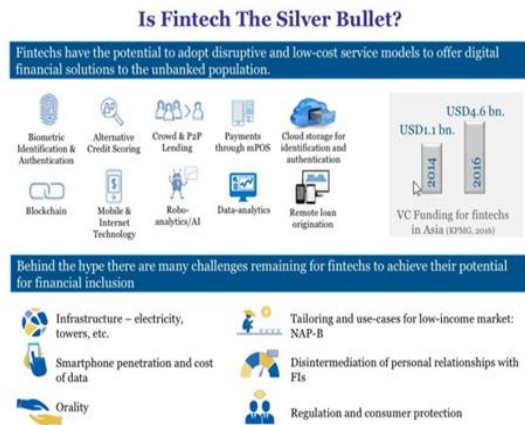 Is Fintech The Silver Bullet?
Fintechs have the potential to adopt disruptive and low-cost service models to offer digital
financial solutions to the unbanked population.
Biometric
Identification &
Authentication
Alternative
Credit Scoring
Crowd & P2P
Lending
Payments
through mPOS
Cloud storage for
identification and
authentication
Blockchain
Mobile &
Internet
Technology
Robo-
analytics/AI
Data-analytics
Remote loan
origination
USD1.1 bn.
USD4.6 bn.
2014
2016
VC Funding for fintechs
in Asia (KPMG, 2016)
Behind the hype there are many challenges remaining for fintechs to achieve their potential
for financial inclusion
Infrastructure – electricity,
towers, etc.
Smartphone penetration and cost
of data
Orality
Tailoring and use-cases for low-income market:
NAP-B
Disintermediation of personal relationships with
FIs
Regulation and consumer protection